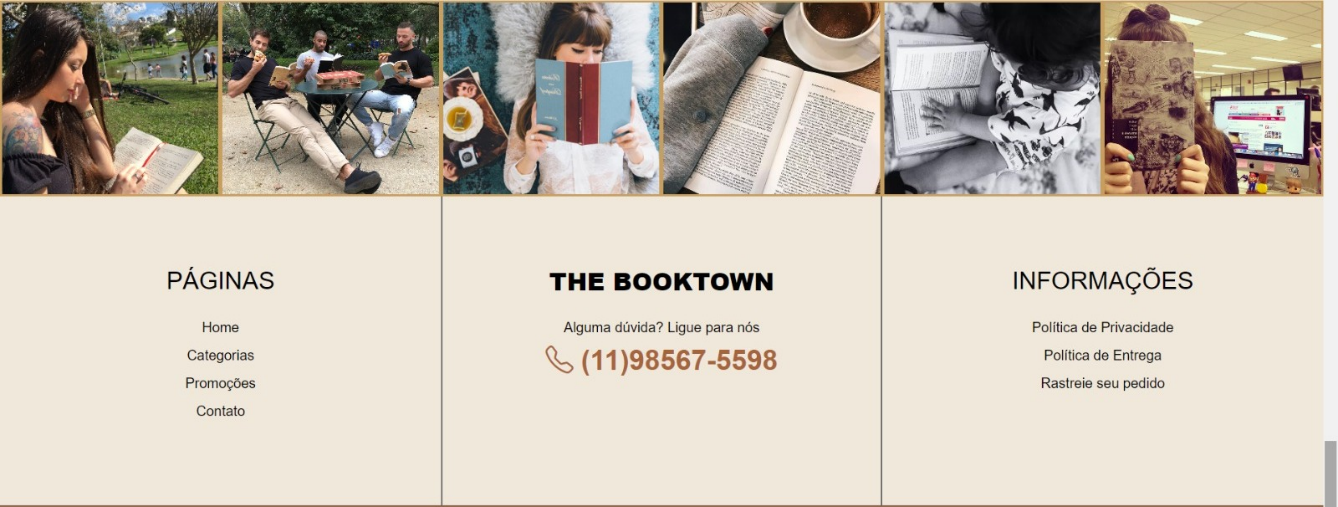 PÁGINAS
Home
Categorias
Promoções
Contato
THE BOOKTOWN
Alguma dúvida? Ligue para nós
(11)98567-5598
INFORMAÇÕES
Política de Privacidade
Política de Entrega
Rastreie seu pedido